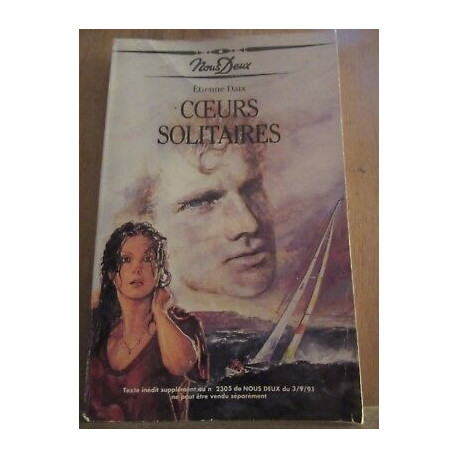 Nous Deux
Étienne Daix
CŒURS
SOLITAIRES
Texte inédit supplément au n° 2305 de NOUS DEUX du 3/9/91
ne peut être vendu séparément